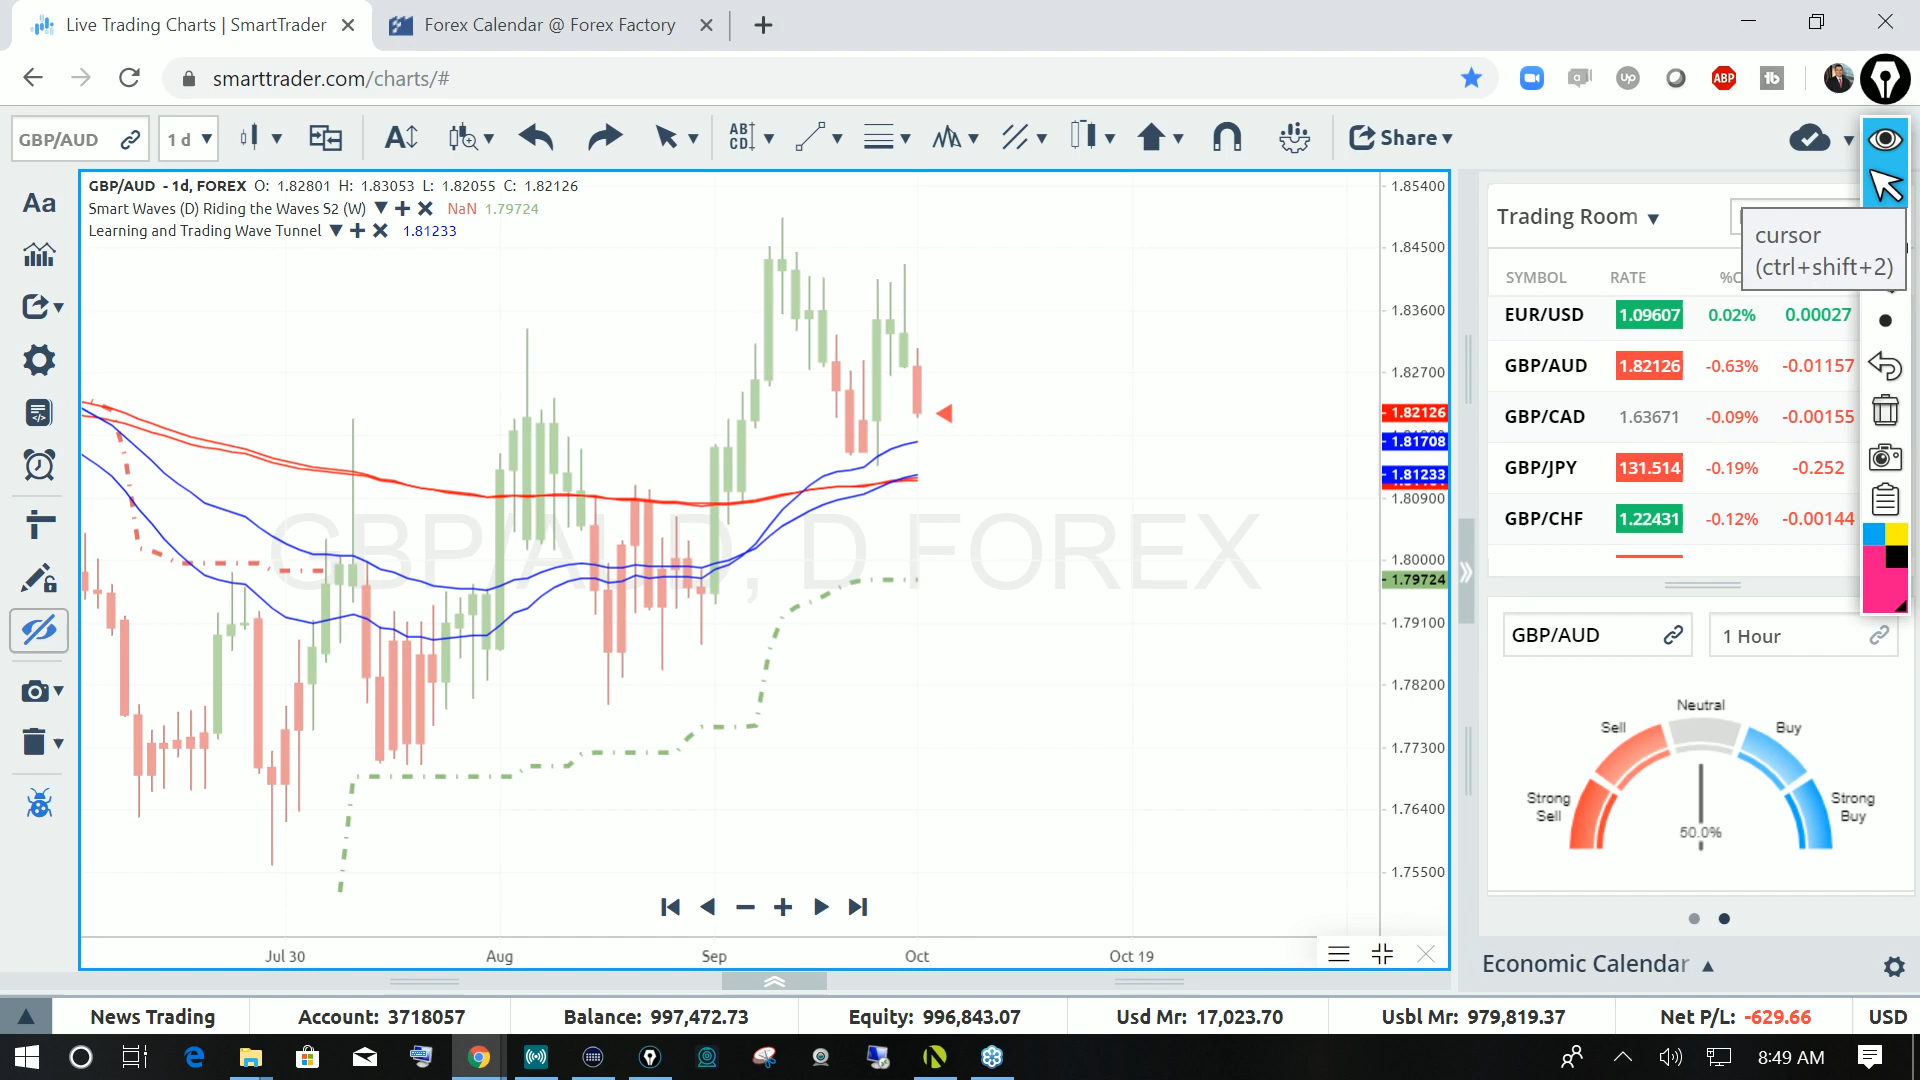 Live Trading Charts | SmartTrader
Forex Calendar @ Forex Factory
smarttrader.com/charts/#
Up
ABP
GBP/AUD
1 d
A
AB
CD
Share
GBP/AUD - 1d, FOREX O: 1.82801 H: 1.83053 L: 1.82055 C: 1.82126
Smart Waves (D) Riding the Waves S2 (W) NaN 1.79724
Learning and Trading Wave Tunnel 1.81233
Aa
GBP/AUD, D FOREX
1.85400
1.84500
1.83600
1.82700
1.82126
1.81708
1.81233
1.80900
1.80000
1.79724
1.79100
1.78200
1.77300
1.76400
1.75500
Jul 30
Aug
Sep
Oct
Oct 19
Trading Room
cursor
(ctrl+shift+2)
SYMBOL RATE
EUR/USD 1.09607 0.02% 0.00027
GBP/AUD 1.82126 -0.63% -0.01157
GBP/CAD 1.63671 -0.09% -0.00155
GBP/JPY 131.514 -0.19% -0.252
GBP/CHF 1.22431 -0.12% -0.00144
GBP/AUD
1 Hour
Neutral
Sell
Buy
Strong
Sell
Strong
Buy
50.0%
Economic Calendar
News Trading
Account: 3718057
Balance: 997,472.73
Equity: 996,843.07
Usd Mr: 17,023.70
Usbl Mr: 979,819.37
Net P/L: -629.66
USD
8:49 AM